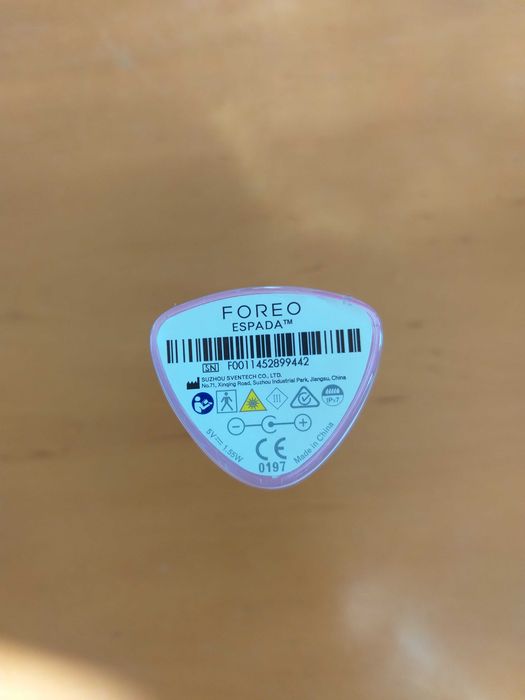 FOREO
ESPADA™
SN F0011452899442
SUZHOU SVENTECH CO., LTD.
No.71, Xinqing Road, Suzhou Industrial Park, Jiangsu, China
IPx7
5V⎓1.55W
CE
0197
Made in China